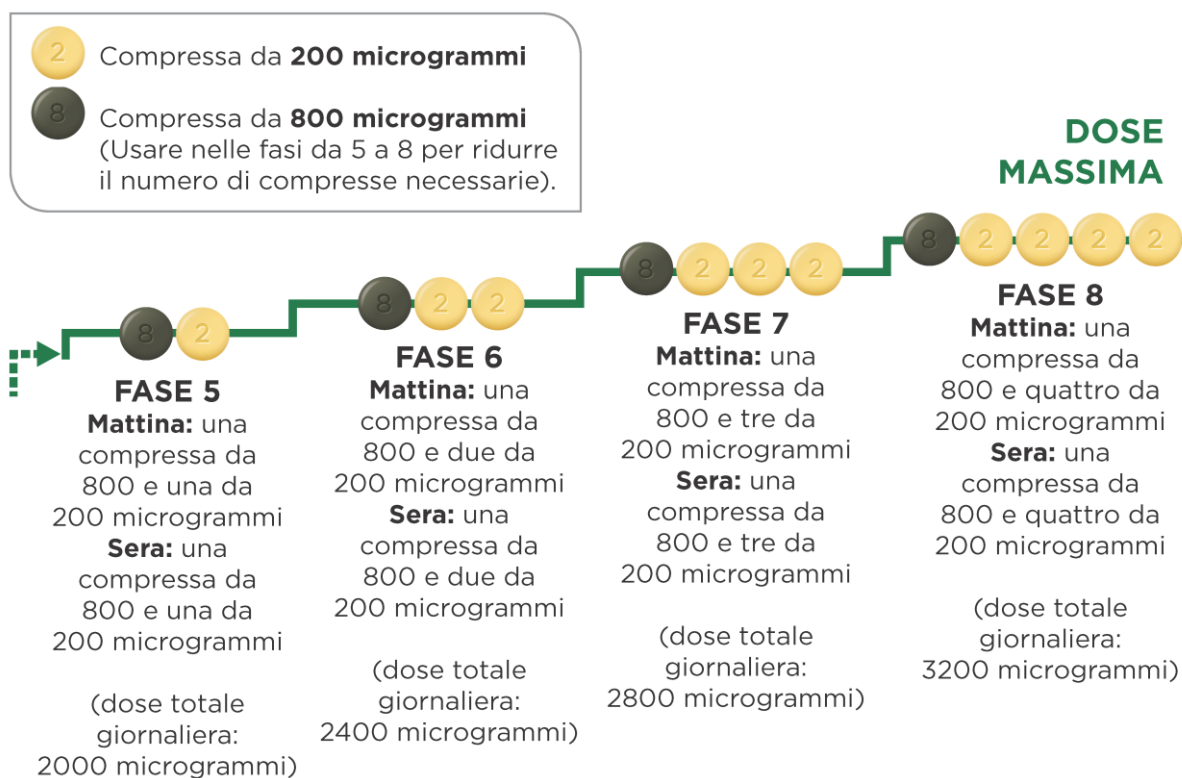 2 Compressa da 200 microgrammi
8 Compressa da 800 microgrammi
(Usare nelle fasi da 5 a 8 per ridurre
il numero di compresse necessarie).
DOSE
MASSIMA
8 2
FASE 5
Mattina: una
compressa da
800 e una da
200 microgrammi
Sera: una
compressa da
800 e una da
200 microgrammi
(dose totale
giornaliera:
2000 microgrammi)
8 2 2
FASE 6
Mattina: una
compressa da
800 e due da
200 microgrammi
Sera: una
compressa da
800 e due da
200 microgrammi
(dose totale
giornaliera:
2400 microgrammi)
8 2 2 2
FASE 7
Mattina: una
compressa da
800 e tre da
200 microgrammi
Sera: una
compressa da
800 e tre da
200 microgrammi
(dose totale
giornaliera:
2800 microgrammi)
8 2 2 2 2
FASE 8
Mattina: una
compressa da
800 e quattro da
200 microgrammi
Sera: una
compressa da
800 e quattro da
200 microgrammi
(dose totale
giornaliera:
3200 microgrammi)